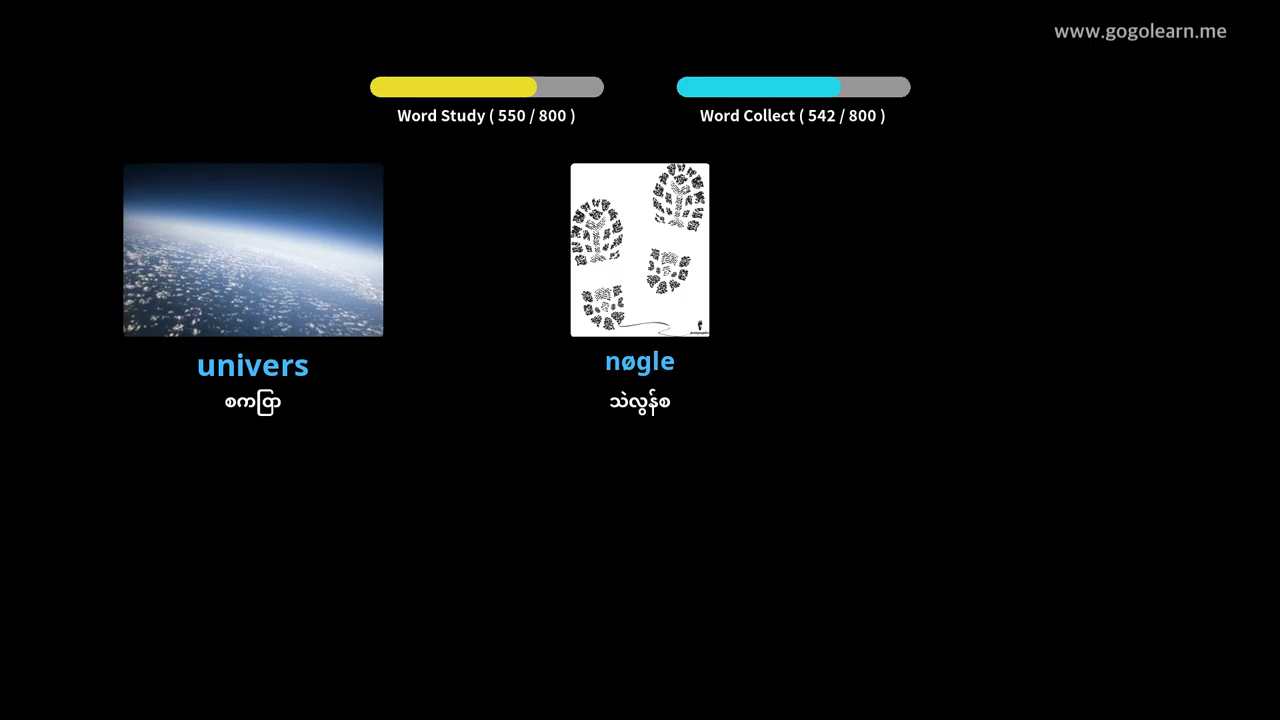 www.gogolearn.me
Word Study ( 550 / 800 )
Word Collect ( 542 / 800 )
univers
nøgle
စကြာ
သဲလွန်စ